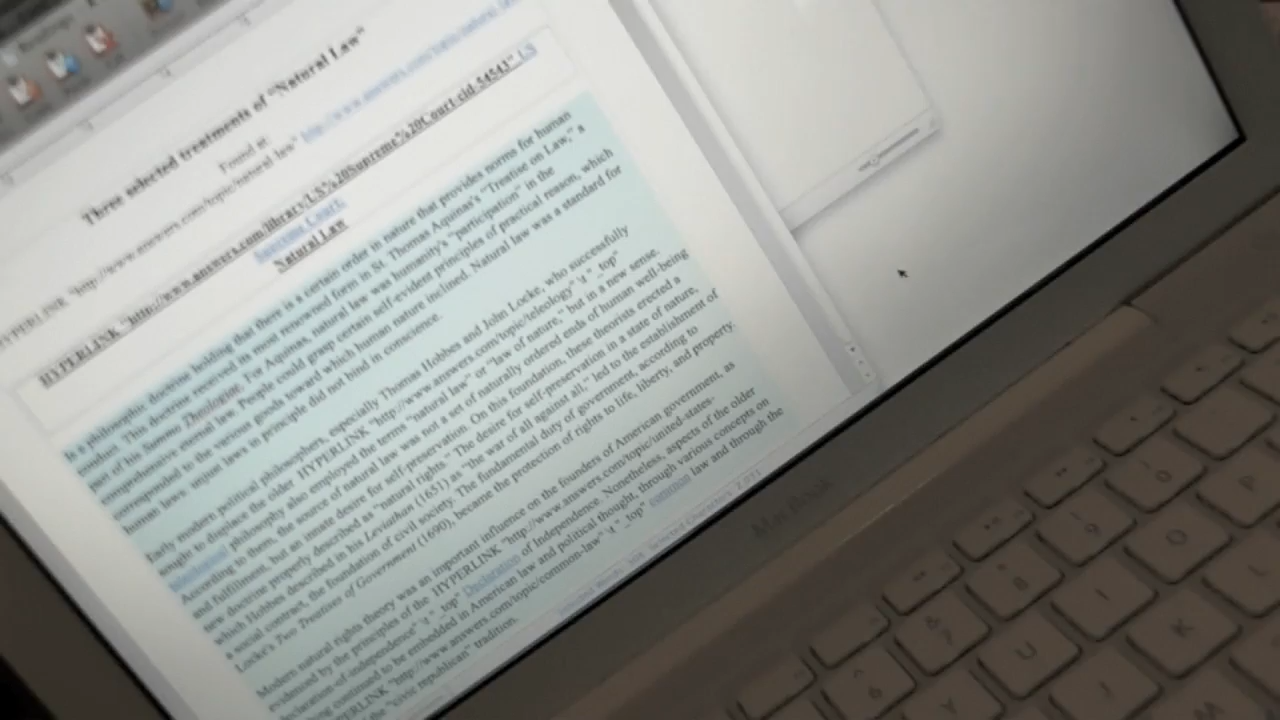 Three selected treatments of "Natural Law"
Found at:
HYPERLINK "http://www.answers.com/topic/natural law" http://www.answers.com/topic/natural
HYPERLINK "http://www.answers.com/library/US%20Supreme%20Court-cid-54543" US
Supreme Court.
Natural Law
is a philosophic doctrine holding that there is a certain order in nature that provides norms for human
conduct. This doctrine received its most renowned form in St. Thomas Aquinas's "Treatise on Law," a
part of his Summa Theologiae. For Aquinas, natural law was humanity's "participation" in the
comprehensive eternal law. People could grasp certain self-evident principles of practical reason, which
corresponded to the various goods toward which human nature inclined. Natural law was a standard for
human laws: unjust laws in principle did not bind in conscience.
Early modern political philosophers, especially Thomas Hobbes and John Locke, who successfully
sought to displace the older HYPERLINK "http://www.answers.com/topic/teleology" \t "_top"
philosophy also employed the terms "natural law" or "law of nature," but in a new sense.
According to them, the source of natural law was not a set of naturally ordered ends of human well-being
and fulfillment, but an innate desire for self-preservation. On this foundation, these theorists erected a
new doctrine properly described as "natural rights." The desire for self-preservation in a state of nature,
which Hobbes described in his Leviathan (1651) as "the war of all against all," led to the establishment of
a social contract, the foundation of civil society. The fundamental duty of government, according to
Locke's Two Treatises of Government (1690), became the protection of rights to life, liberty, and property.
Modern natural rights theory was an important influence on the founders of American government, as
evidenced by the principles of the HYPERLINK "http://www.answers.com/topic/united-states-
declaration-of-independence" \t "_top" Declaration of Independence. Nonetheless, aspects of the older
thing continued to be embedded in American law and political thought, through various concepts on
HYPERLINK "http://www.answers.com/topic/common-law" \t "_top" common law and through the
the "civic republican" tradition.
MacBook